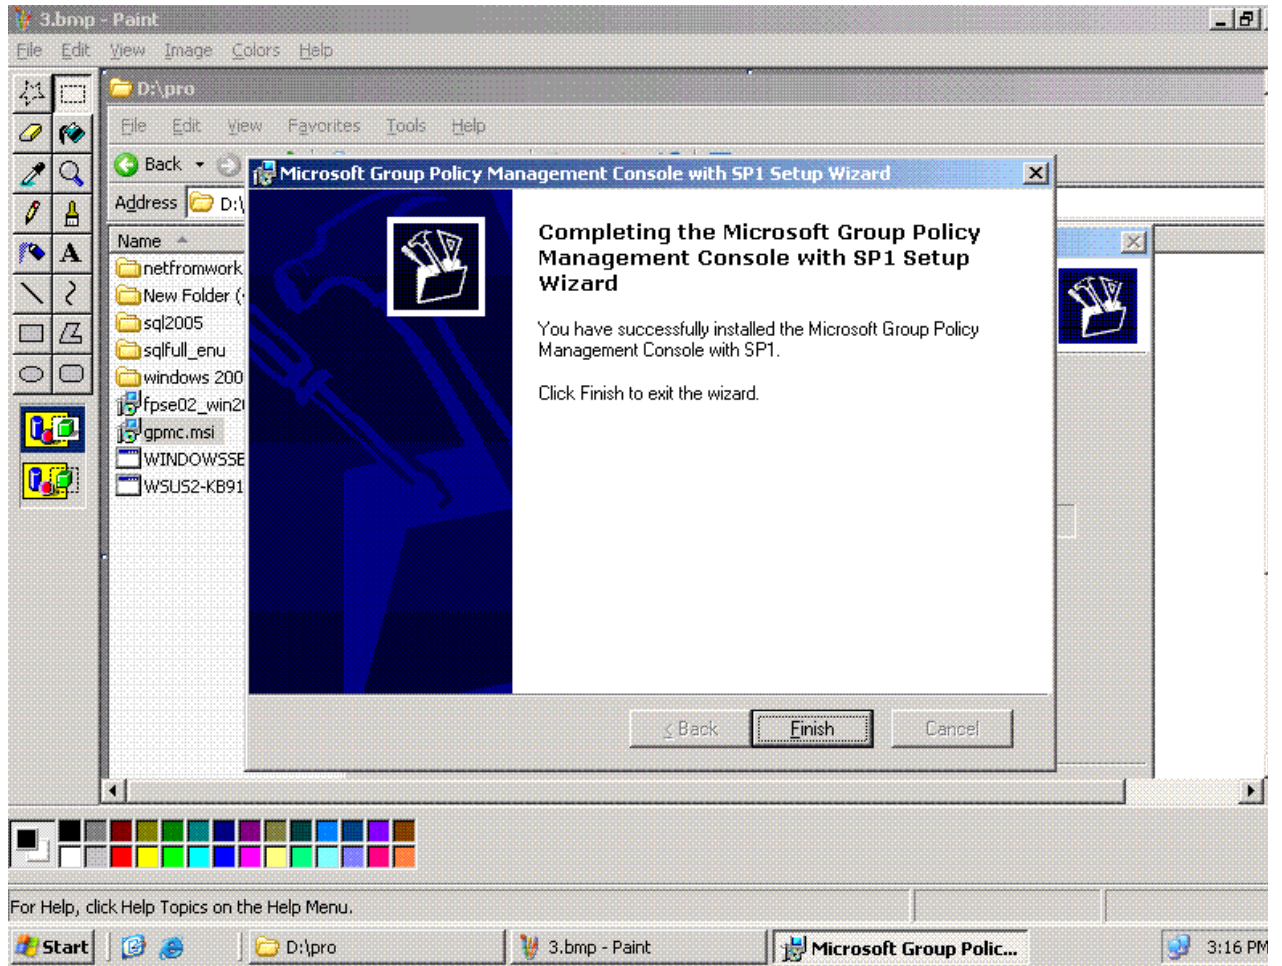 3.bmp - Paint
File Edit View Image Colors Help
D:\pro
File Edit View Favorites Tools Help
Back
Microsoft Group Policy Management Console with SP1 Setup Wizard
Address D:\
Name
netfromwork
New Folder (
sql2005
sqlfull_enu
windows 200
fpse02_win2
gpmc.msi
WINDOWSSE
WSUS2-KB91
Completing the Microsoft Group Policy
Management Console with SP1 Setup
Wizard
You have successfully installed the Microsoft Group Policy
Management Console with SP1.
Click Finish to exit the wizard.
< Back Finish Cancel
A
For Help, click Help Topics on the Help Menu.
Start D:\pro 3.bmp - Paint Microsoft Group Polic... 3:16 PM